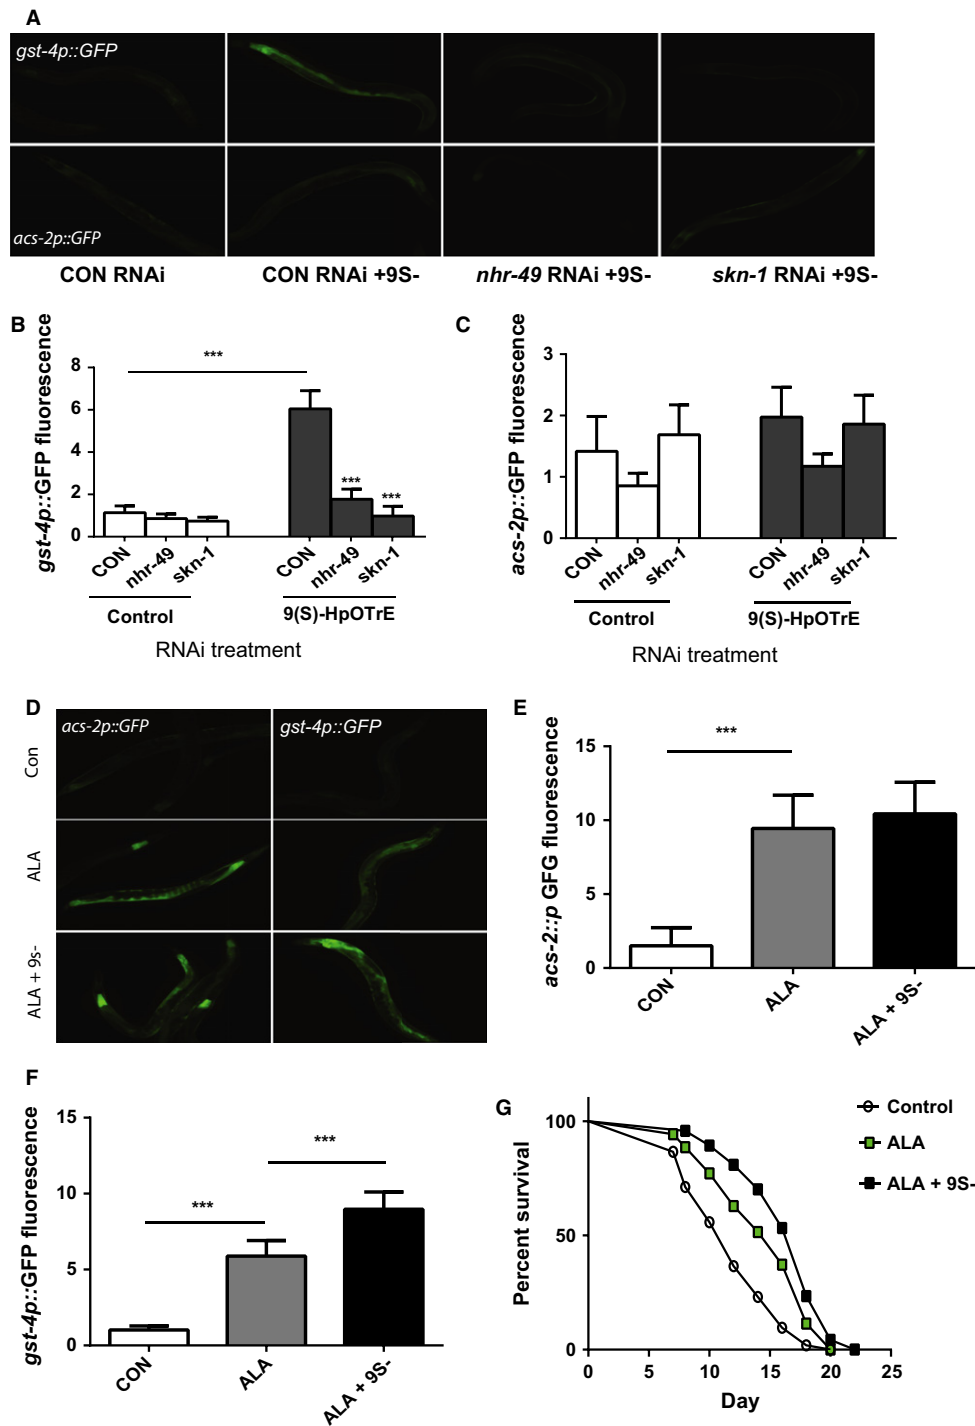 A
gst-4p::GFP
acs-2p::GFP
CON RNAi
CON RNAi +9S-
nhr-49 RNAi +9S-
skn-1 RNAi +9S-
B
gst-4p::GFP fluorescence
8
6
4
2
0
***
***
***
CON
nhr-49
skn-1
CON
nhr-49
skn-1
Control
9(S)-HpOTrE
RNAi treatment
C
acs-2p::GFP fluorescence
3
2
1
0
CON
nhr-49
skn-1
CON
nhr-49
skn-1
Control
9(S)-HpOTrE
RNAi treatment
D
acs-2p::GFP
gst-4p::GFP
Con
ALA
ALA + 9s-
E
acs-2::p GFG fluorescence
15
10
5
0
***
CON
ALA
ALA + 9S-
F
gst-4p::GFP fluorescence
15
10
5
0
***
***
CON
ALA
ALA + 9S-
G
Percent survival
100
50
0
0
5
10
15
20
25
Day
Control
ALA
ALA + 9S-